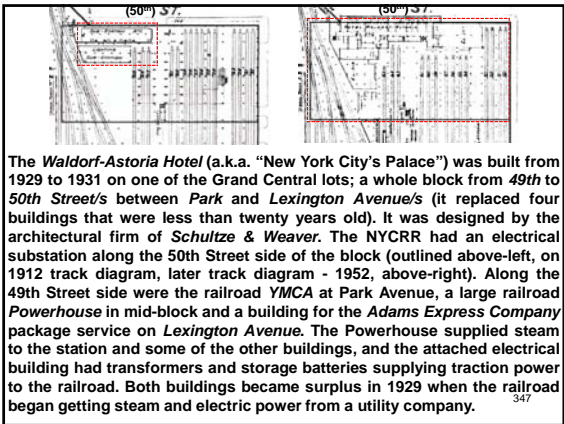 (50th) ST.
(50th) ST.
The Waldorf-Astoria Hotel (a.k.a. “New York City's Palace”) was built from
1929 to 1931 on one of the Grand Central lots; a whole block from 49th to
50th Street/s between Park and Lexington Avenue/s (it replaced four
buildings that were less than twenty years old). It was designed by the
architectural firm of Schultze & Weaver. The NYCRR had an electrical
substation along the 50th Street side of the block (outlined above-left, on
1912 track diagram, later track diagram - 1952, above-right). Along the
49th Street side were the railroad YMCA at Park Avenue, a large railroad
Powerhouse in mid-block and a building for the Adams Express Company
package service on Lexington Avenue. The Powerhouse supplied steam
to the station and some of the other buildings, and the attached electrical
building had transformers and storage batteries supplying traction power
to the railroad. Both buildings became surplus in 1929 when the railroad
began getting steam and electric power from a utility company.
347